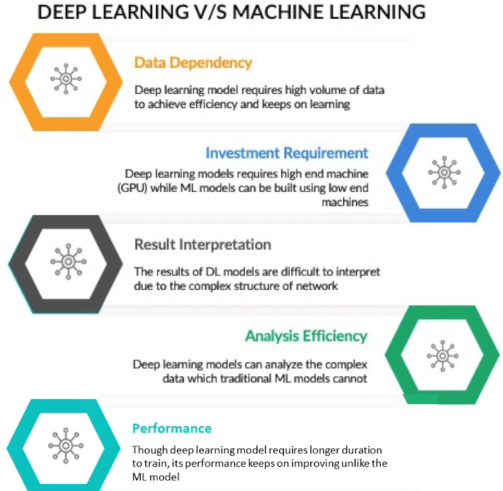 DEEP LEARNING V/S MACHINE LEARNING
Data Dependency
Deep learning model requires high volume of data
to achieve efficiency and keeps on learning
Investment Requirement
Deep learning models requires high end machine
(GPU) while ML models can be built using low end
machines
Result Interpretation
The results of DL models are difficult to interpret
due to the complex structure of network
Analysis Efficiency
Deep learning models can analyze the complex
data which traditional ML models cannot
Performance
Though deep learning model requires longer duration
to train, its performance keeps on improving unlike the
ML model